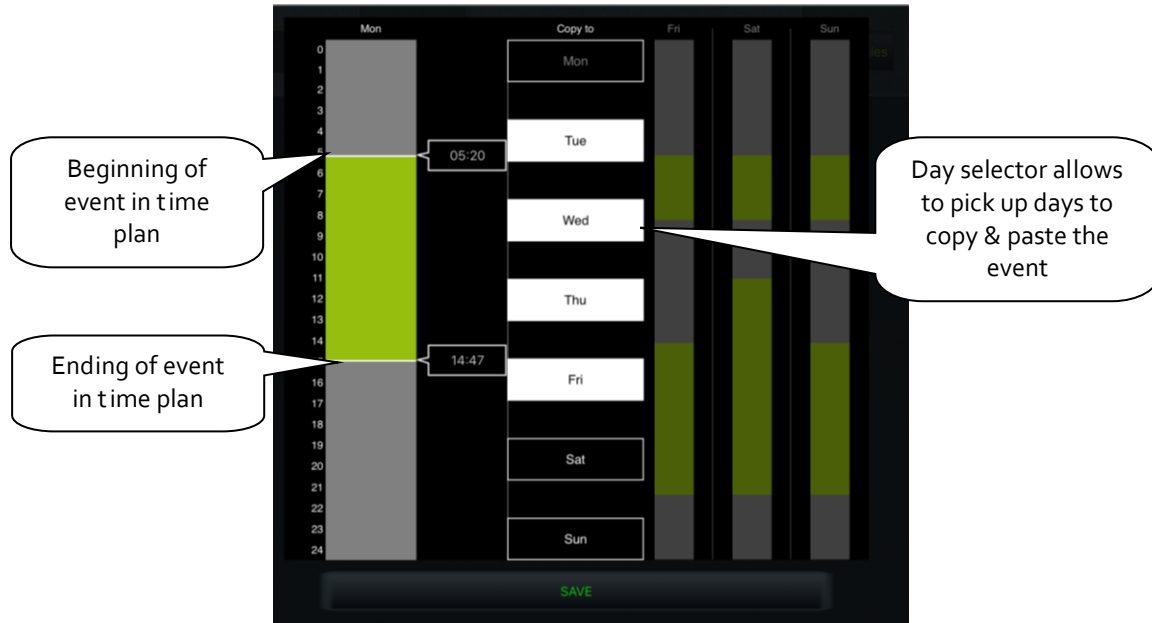 Mon
Copy to
Fri
Sat
Sun
0
1
2
3
4
5
6
7
8
9
10
11
12
13
14
16
17
18
19
20
21
22
23
24
05:20
14:47
Mon
Tue
Wed
Thu
Fri
Sat
Sun
SAVE
Beginning of
event in time
plan
Ending of event
in time plan
Day selector allows
to pick up days to
copy & paste the
event